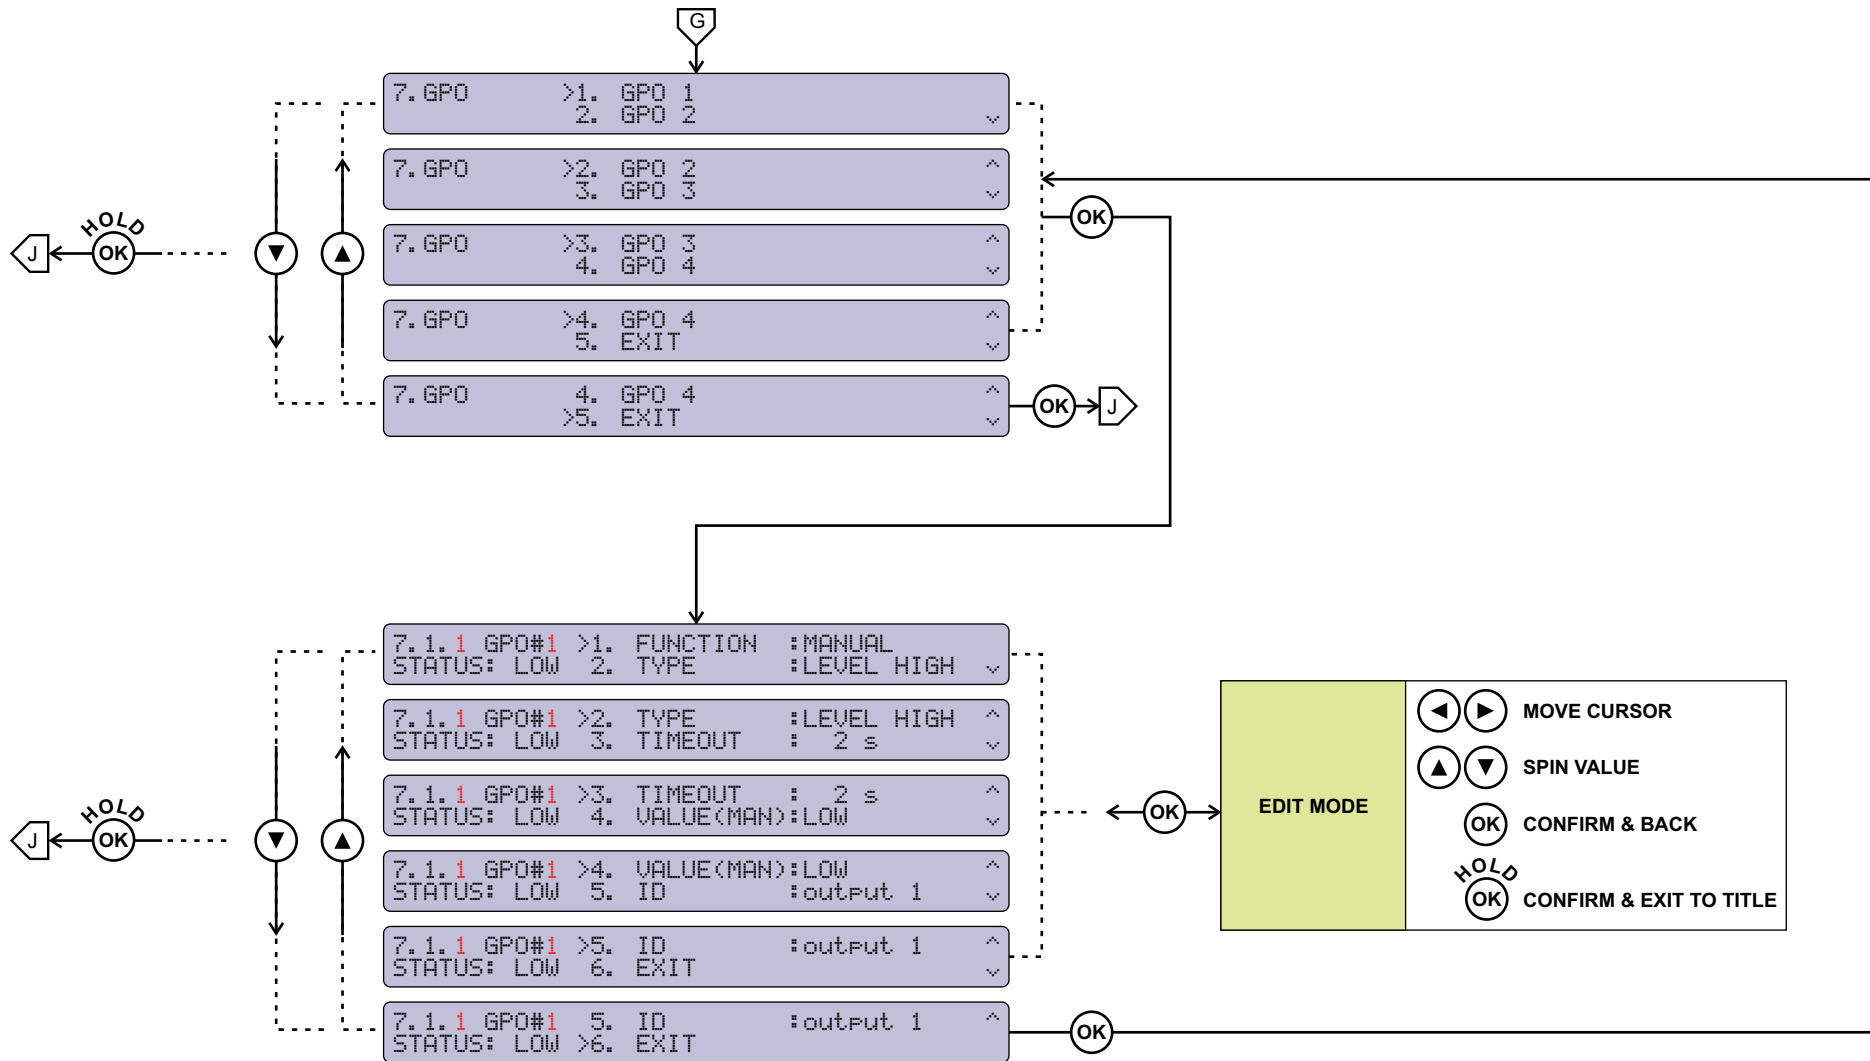 G
7.GPO >1. GPO 1
2. GPO 2
7.GPO >2. GPO 2
3. GPO 3
7.GPO >3. GPO 3
4. GPO 4
7.GPO >4. GPO 4
5. EXIT
7.GPO 4. GPO 4
>5. EXIT
HOLD
OK
J
OK
OK
J
7.1.1 GPO#1 >1. FUNCTION :MANUAL
STATUS: LOW 2. TYPE :LEVEL HIGH
7.1.1 GPO#1 >2. TYPE :LEVEL HIGH
STATUS: LOW 3. TIMEOUT : 2 s
7.1.1 GPO#1 >3. TIMEOUT : 2 s
STATUS: LOW 4. VALUE(MAN):LOW
7.1.1 GPO#1 >4. VALUE(MAN):LOW
STATUS: LOW 5. ID :output 1
7.1.1 GPO#1 >5. ID :output 1
STATUS: LOW 6. EXIT
7.1.1 GPO#1 5. ID :output 1
STATUS: LOW >6. EXIT
HOLD
OK
J
OK
OK
EDIT MODE
MOVE CURSOR
SPIN VALUE
OK CONFIRM & BACK
HOLD
OK CONFIRM & EXIT TO TITLE